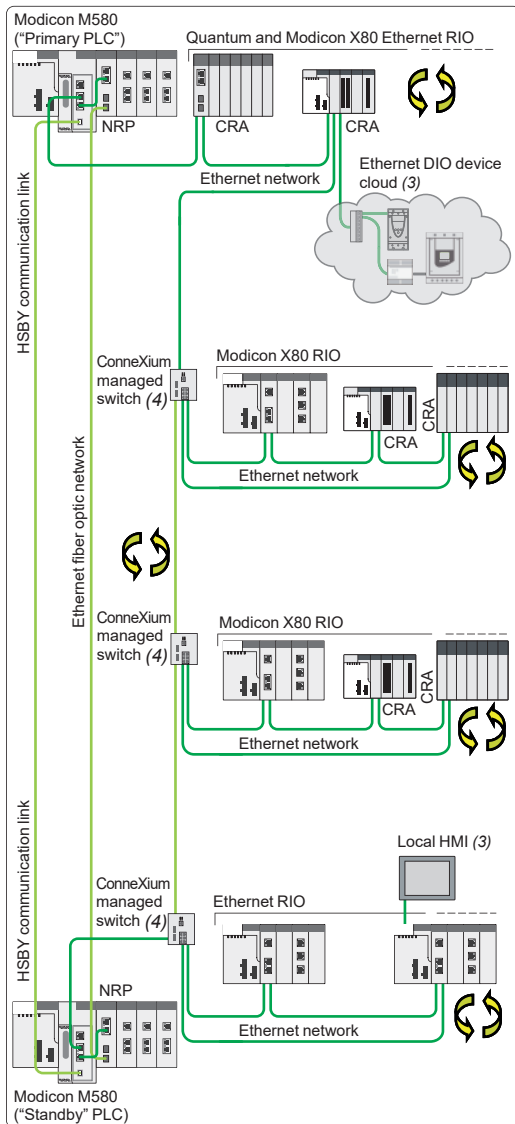 Modicon M580
(“Primary PLC”)
Quantum and Modicon X80 Ethernet RIO
NRP
CRA
CRA
Ethernet network
Ethernet DIO device
cloud (3)
HSBY communication link
Ethernet fiber optic network
ConneXium
managed
switch (4)
Modicon X80 RIO
CRA
CRA
Ethernet network
ConneXium
managed
switch (4)
Modicon X80 RIO
CRA
CRA
Ethernet network
HSBY communication link
Local HMI (3)
ConneXium
managed
switch (4)
Ethernet RIO
NRP
Ethernet network
Modicon M580
(“Standby” PLC)